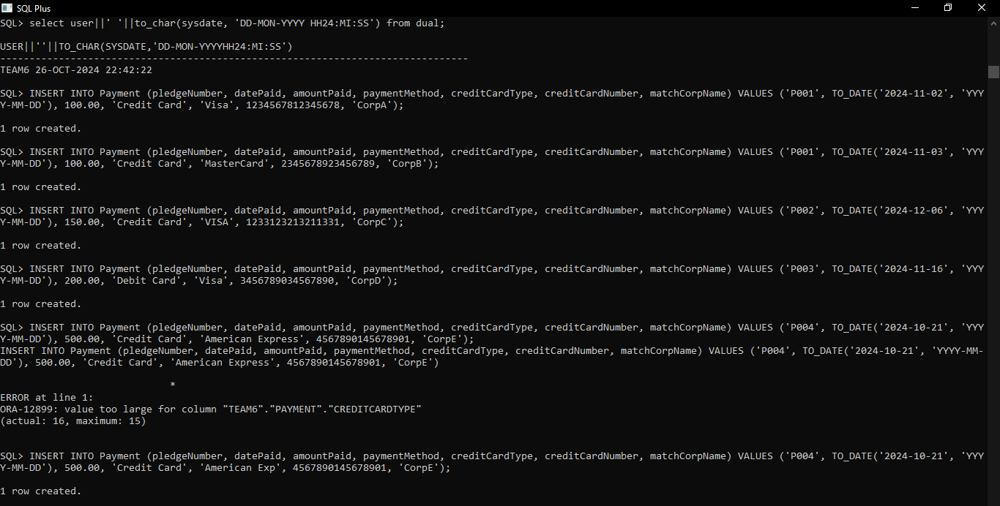 SQL Plus
SQL> select user||' '||to_char(sysdate, 'DD-MON-YYYY HH24:MI:SS') from dual;
USER||''||TO_CHAR(SYSDATE,'DD-MON-YYYYHH24:MI:SS')
--------------------------------------------------------------------------------
TEAM6 26-OCT-2024 22:42:22
SQL> INSERT INTO Payment (pledgeNumber, datePaid, amountPaid, paymentMethod, creditCardType, creditCardNumber, matchCorpName) VALUES ('P001', TO_DATE('2024-11-02', 'YYY
Y-MM-DD'), 100.00, 'Credit Card', 'Visa', 1234567812345678, 'CorpA');
1 row created.
SQL> INSERT INTO Payment (pledgeNumber, datePaid, amountPaid, paymentMethod, creditCardType, creditCardNumber, matchCorpName) VALUES ('P001', TO_DATE('2024-11-03', 'YYY
Y-MM-DD'), 100.00, 'Credit Card', 'MasterCard', 2345678923456789, 'CorpB');
1 row created.
SQL> INSERT INTO Payment (pledgeNumber, datePaid, amountPaid, paymentMethod, creditCardType, creditCardNumber, matchCorpName) VALUES ('P002', TO_DATE('2024-12-06', 'YYY
Y-MM-DD'), 150.00, 'Credit Card', 'VISA', 1233123213211331, 'CorpC');
1 row created.
SQL> INSERT INTO Payment (pledgeNumber, datePaid, amountPaid, paymentMethod, creditCardType, creditCardNumber, matchCorpName) VALUES ('P003', TO_DATE('2024-11-16', 'YYY
Y-MM-DD'), 200.00, 'Debit Card', 'Visa', 3456789034567890, 'CorpD');
1 row created.
SQL> INSERT INTO Payment (pledgeNumber, datePaid, amountPaid, paymentMethod, creditCardType, creditCardNumber, matchCorpName) VALUES ('P004', TO_DATE('2024-10-21', 'YYY
Y-MM-DD'), 500.00, 'Credit Card', 'American Express', 4567890145678901, 'CorpE');
INSERT INTO Payment (pledgeNumber, datePaid, amountPaid, paymentMethod, creditCardType, creditCardNumber, matchCorpName) VALUES ('P004', TO_DATE('2024-10-21', 'YYYY-MM-
DD'), 500.00, 'Credit Card', 'American Express', 4567890145678901, 'CorpE')
*
ERROR at line 1:
ORA-12899: value too large for column "TEAM6"."PAYMENT"."CREDITCARDTYPE"
(actual: 16, maximum: 15)
SQL> INSERT INTO Payment (pledgeNumber, datePaid, amountPaid, paymentMethod, creditCardType, creditCardNumber, matchCorpName) VALUES ('P004', TO_DATE('2024-10-21', 'YYY
Y-MM-DD'), 500.00, 'Credit Card', 'American Exp', 4567890145678901, 'CorpE');
1 row created.